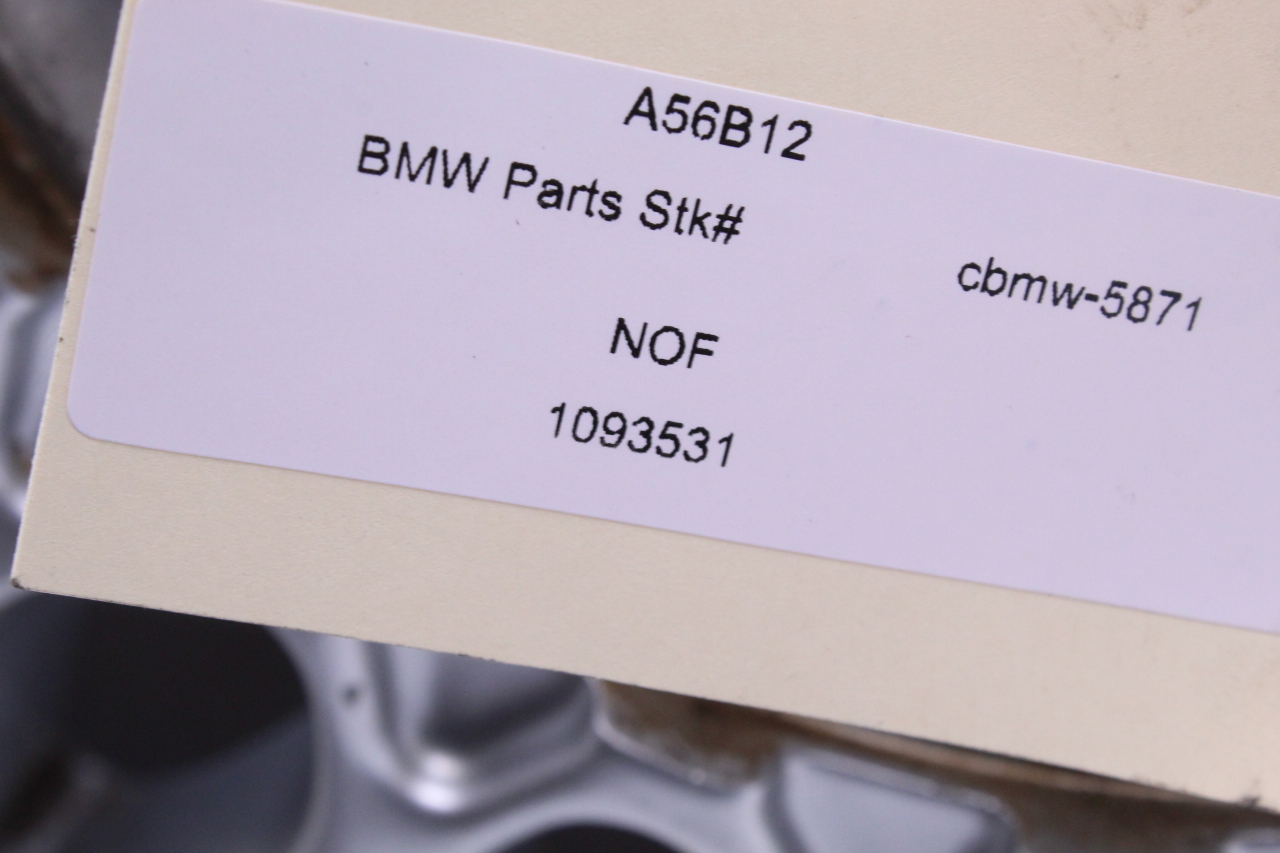 A56B12
BMW Parts Stk#
cbmw-5871
NOF
1093531